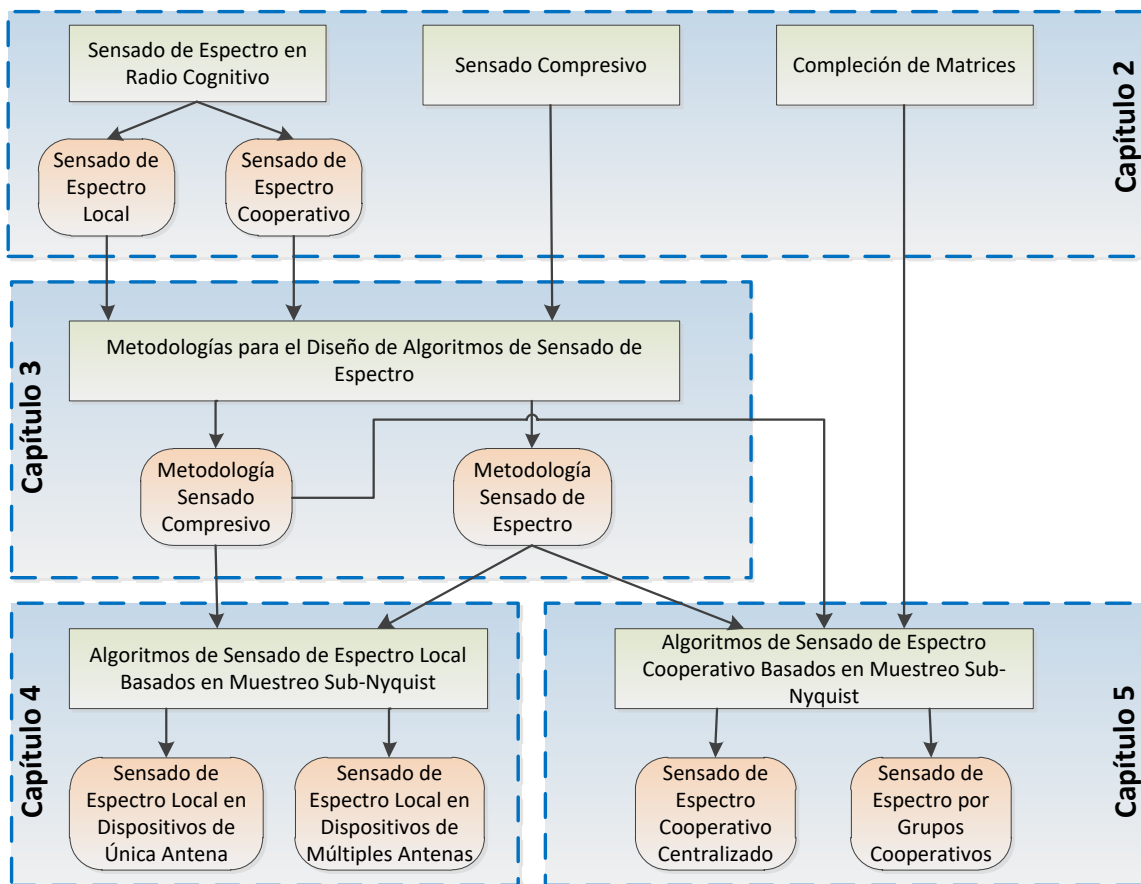 Sensado de Espectro en
Radio Cognitivo
Sensado Compresivo
Compleción de Matrices
Capítulo 2
Sensado de
Espectro
Local
Sensado de
Espectro
Cooperativo
Capítulo 3
Metodologías para el Diseño de Algoritmos de Sensado de
Espectro
Metodología
Sensado
Compresivo
Metodología
Sensado de
Espectro
Capítulo 4
Algoritmos de Sensado de Espectro Local
Basados en Muestreo Sub-Nyquist
Sensado de
Espectro Local en
Dispositivos de
Única Antena
Sensado de
Espectro Local en
Dispositivos de
Múltiples Antenas
Algoritmos de Sensado de Espectro
Cooperativo Basados en Muestreo Sub-
Nyquist
Capítulo 5
Sensado de
Espectro
Cooperativo
Centralizado
Sensado de
Espectro por
Grupos
Cooperativos